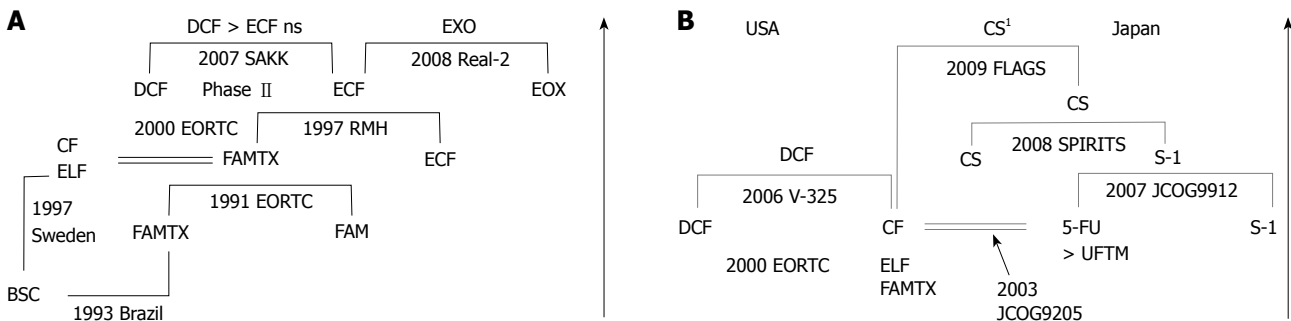 A
DCF > ECF ns
EXO
2007 SAKK
2008 Real-2
DCF
Phase II
ECF
EOX
2000 EORTC
1997 RMH
CF
ELF
FAMTX
ECF
1991 EORTC
1997
Sweden
FAMTX
FAM
BSC
1993 Brazil
B
USA
CS¹
Japan
2009 FLAGS
CS
2008 SPIRITS
CS
S-1
DCF
2006 V-325
2007 JCOG9912
DCF
CF
5-FU
> UFTM
S-1
2000 EORTC
ELF
FAMTX
2003
JCOG9205